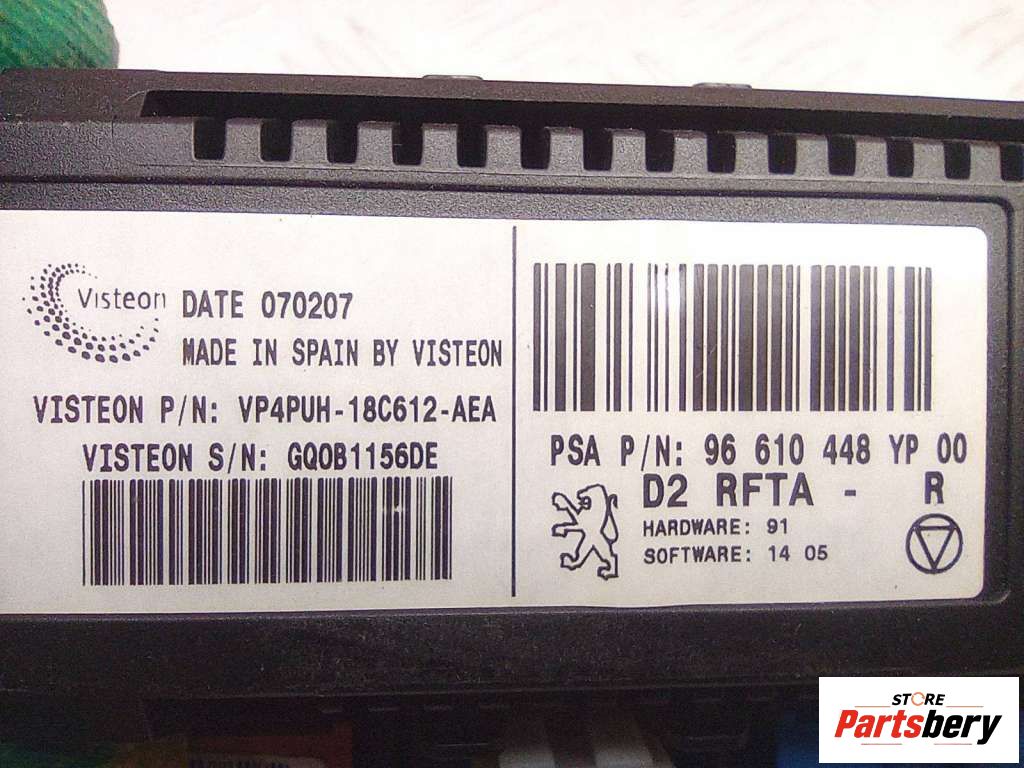 Visteon
DATE 070207
MADE IN SPAIN BY VISTEON
VISTEON P/N: VP4PUH-18C612-AEA
VISTEON S/N: GQ0B1156DE
PSA P/N: 96 610 448 YP 00
D2 RFTA - R
HARDWARE: 91
SOFTWARE: 14 05
STORE
Partsbery